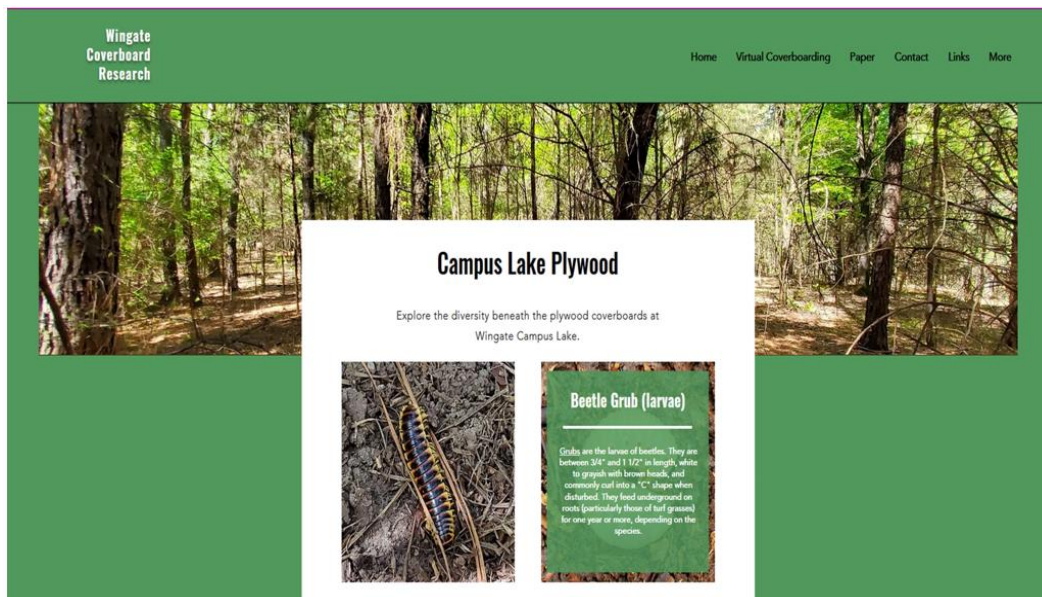 Wingate
Coverboard
Research
Home Virtual Coverboarding Paper Contact Links More
Campus Lake Plywood
Explore the diversity beneath the plywood coverboards at
Wingate Campus Lake.
Beetle Grub (larvae)
Grubs are the larvae of beetles. They are
between 3/4" and 1 1/2" in length, white
to grayish with brown heads, and
commonly curl into a "C" shape when
disturbed. They feed underground on
roots (particularly those of turf grasses)
for one year or more, depending on the
species.